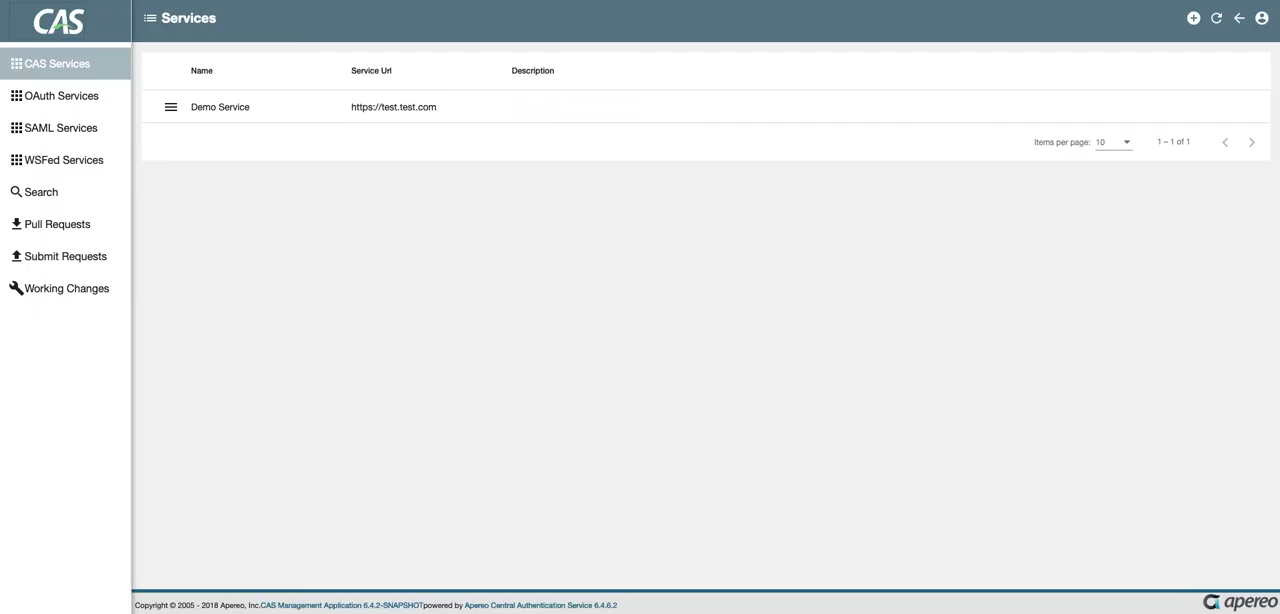 CAS
Services
CAS Services
OAuth Services
SAML Services
WSFed Services
Search
Pull Requests
Submit Requests
Working Changes
Name Service Url Description
Demo Service https://test.test.com
Items per page: 10 1 – 1 of 1
Copyright © 2005 - 2018 Apereo, Inc.CAS Management Application 6.4.2-SNAPSHOTpowered by Apereo Central Authentication Service 6.4.6.2
apereo